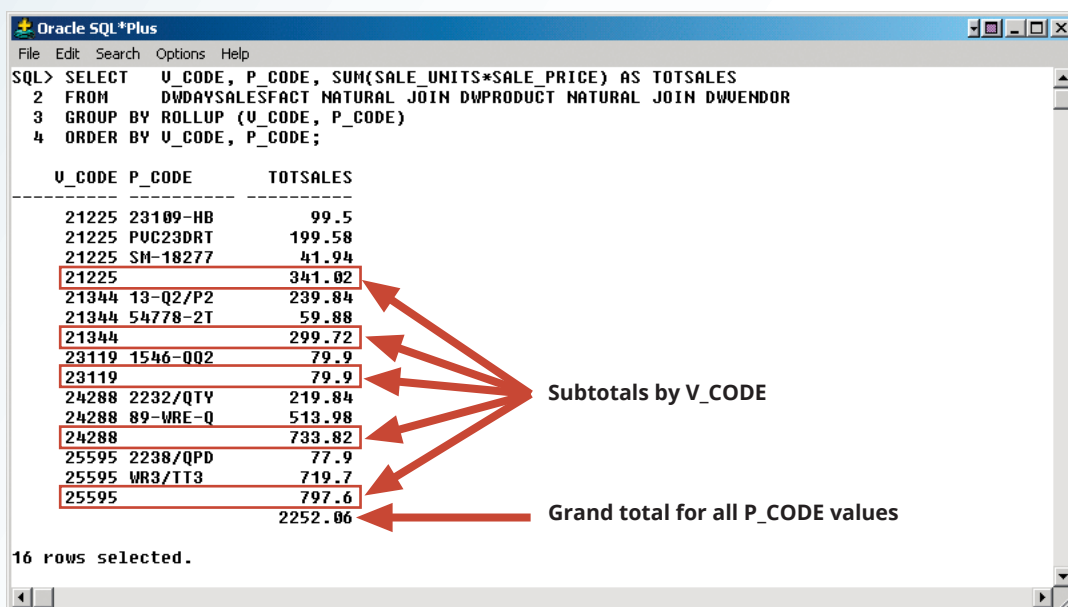 Oracle SQL*Plus
File Edit Search Options Help
SQL> SELECT V_CODE, P_CODE, SUM(SALE_UNITS*SALE_PRICE) AS TOTSALES
2 FROM DWDAYSALESFACT NATURAL JOIN DWPRODUCT NATURAL JOIN DWVENDOR
3 GROUP BY ROLLUP (V_CODE, P_CODE)
4 ORDER BY V_CODE, P_CODE;
V_CODE P_CODE TOTSALES
---------- ---------- ----------
21225 23109-HB 99.5
21225 PVC23DRT 199.58
21225 SM-18277 41.94
21225 341.02
21344 13-Q2/P2 239.84
21344 54778-2T 59.88
21344 299.72
23119 1546-QQ2 79.9
23119 79.9
24288 2232/QTY 219.84
24288 89-WRE-Q 513.98
24288 733.82
25595 2238/QPD 77.9
25595 WR3/TT3 719.7
25595 797.6
2252.06
16 rows selected.
Subtotals by V_CODE
Grand total for all P_CODE values